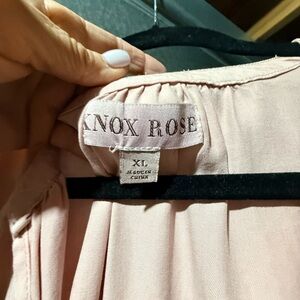 KNOX ROSE
XL
MADE IN
CHINA